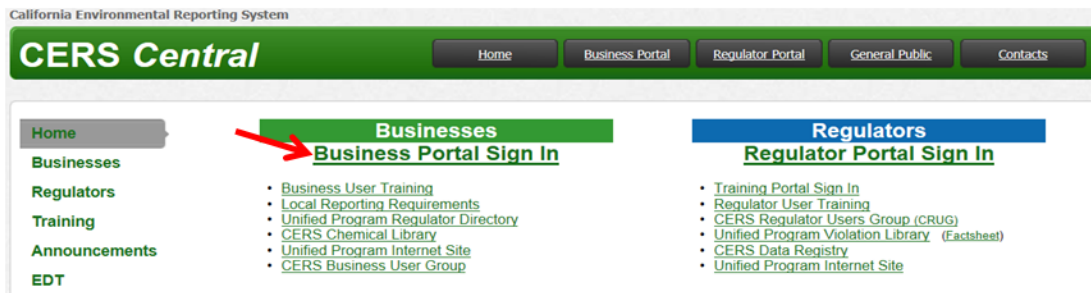 California Environmental Reporting System
CERS Central
Home
Business Portal
Regulator Portal
General Public
Contacts
Home
Businesses
Regulators
Training
Announcements
EDT
Businesses
Business Portal Sign In
• Business User Training
• Local Reporting Requirements
• Unified Program Regulator Directory
• CERS Chemical Library
• Unified Program Internet Site
• CERS Business User Group
Regulators
Regulator Portal Sign In
• Training Portal Sign In
• Regulator User Training
• CERS Regulator Users Group (CRUG)
• Unified Program Violation Library (Factsheet)
• CERS Data Registry
• Unified Program Internet Site